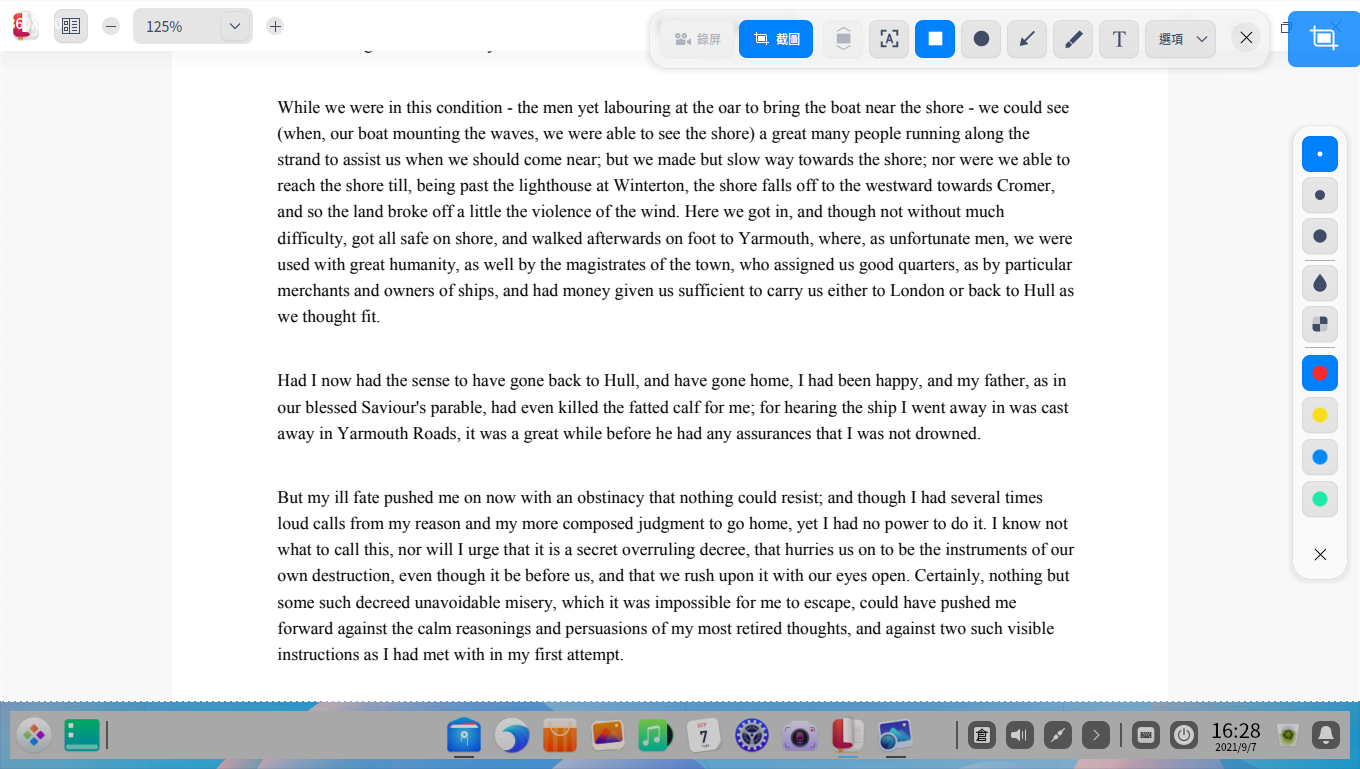 125%
錄屏
截圖
T
選項
While we were in this condition - the men yet labouring at the oar to bring the boat near the shore - we could see
(when, our boat mounting the waves, we were able to see the shore) a great many people running along the
strand to assist us when we should come near; but we made but slow way towards the shore; nor were we able to
reach the shore till, being past the lighthouse at Winterton, the shore falls off to the westward towards Cromer,
and so the land broke off a little the violence of the wind. Here we got in, and though not without much
difficulty, got all safe on shore, and walked afterwards on foot to Yarmouth, where, as unfortunate men, we were
used with great humanity, as well by the magistrates of the town, who assigned us good quarters, as by particular
merchants and owners of ships, and had money given us sufficient to carry us either to London or back to Hull as
we thought fit.
Had I now had the sense to have gone back to Hull, and have gone home, I had been happy, and my father, as in
our blessed Saviour's parable, had even killed the fatted calf for me; for hearing the ship I went away in was cast
away in Yarmouth Roads, it was a great while before he had any assurances that I was not drowned.
But my ill fate pushed me on now with an obstinacy that nothing could resist; and though I had several times
loud calls from my reason and my more composed judgment to go home, yet I had no power to do it. I know not
what to call this, nor will I urge that it is a secret overruling decree, that hurries us on to be the instruments of our
own destruction, even though it be before us, and that we rush upon it with our eyes open. Certainly, nothing but
some such decreed unavoidable misery, which it was impossible for me to escape, could have pushed me
forward against the calm reasonings and persuasions of my most retired thoughts, and against two such visible
instructions as I had met with in my first attempt.
SEP
7
倉
16:28
2021/9/7